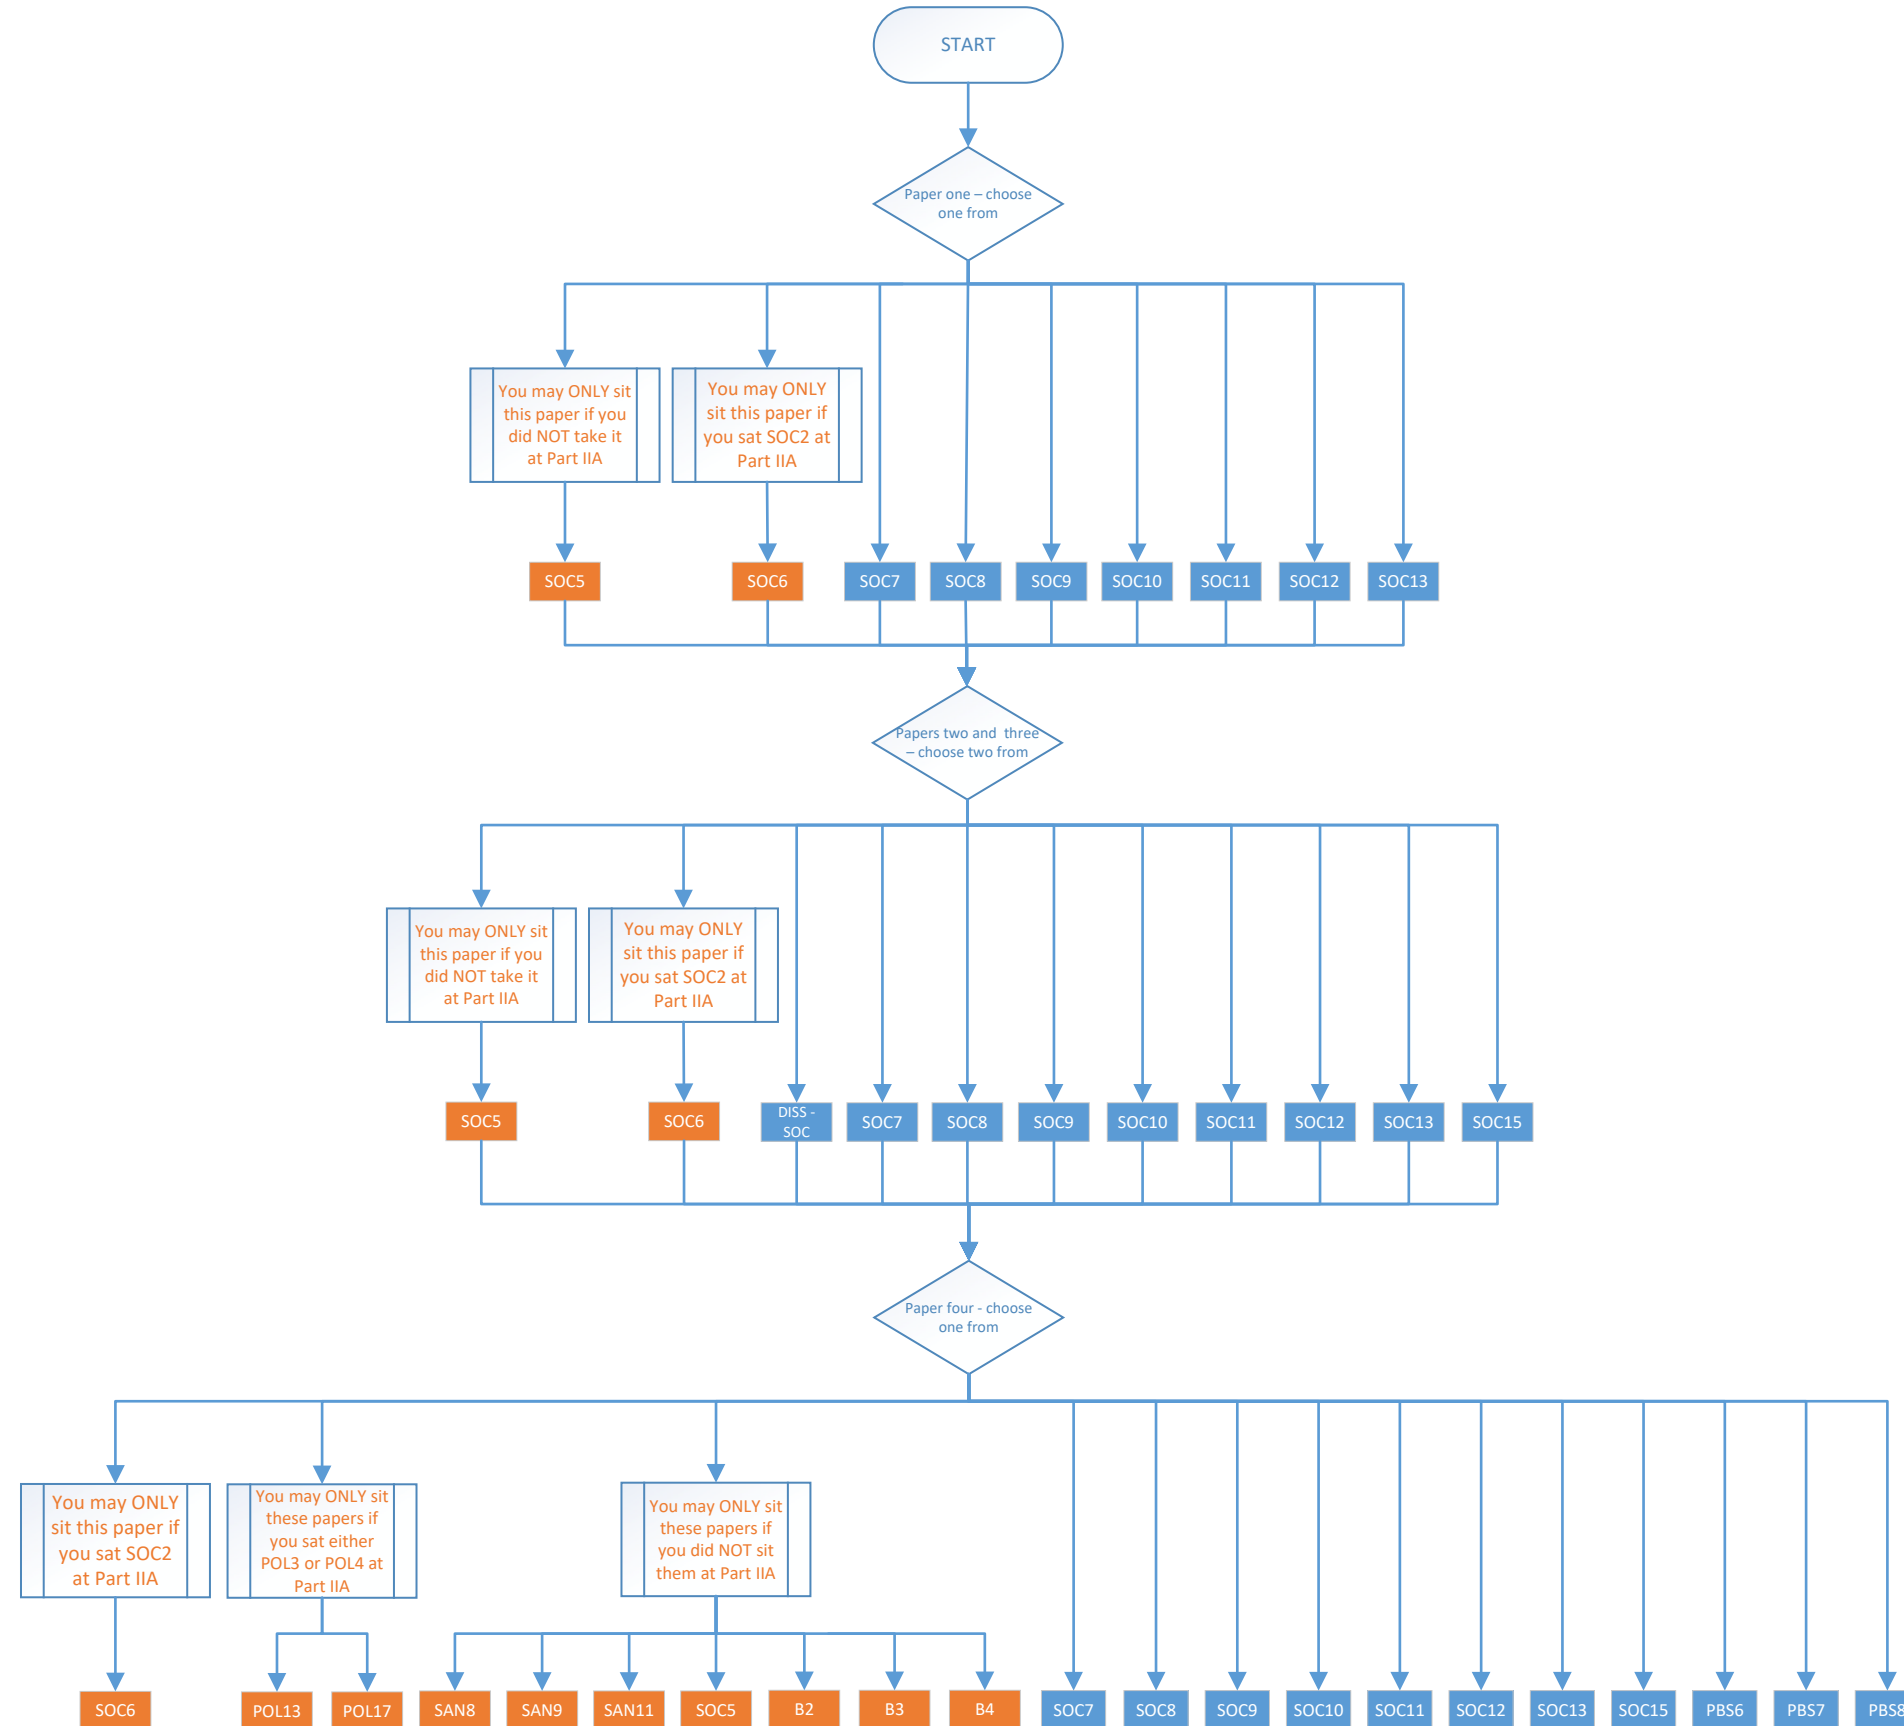 START
Paper one – choose
one from
You may ONLY sit
this paper if you
did NOT take it
at Part IIA
You may ONLY
sit this paper if
you sat SOC2 at
Part IIA
SOC5
SOC6
SOC7
SOC8
SOC9
SOC10
SOC11
SOC12
SOC13
Papers two and three
– choose two from
You may ONLY sit
this paper if you
did NOT take it
at Part IIA
You may ONLY
sit this paper if
you sat SOC2 at
Part IIA
SOC5
SOC6
DISS -
SOC
SOC7
SOC8
SOC9
SOC10
SOC11
SOC12
SOC13
SOC15
Paper four - choose
one from
You may ONLY
sit this paper if
you sat SOC2
at Part IIA
You may ONLY sit
these papers if
you sat either
POL3 or POL4 at
Part IIA
You may ONLY sit
these papers if
you did NOT sit
them at Part IIA
SOC6
POL13
POL17
SAN8
SAN9
SAN11
SOC5
B2
B3
B4
SOC7
SOC8
SOC9
SOC10
SOC11
SOC12
SOC13
SOC15
PBS6
PBS7
PBS8